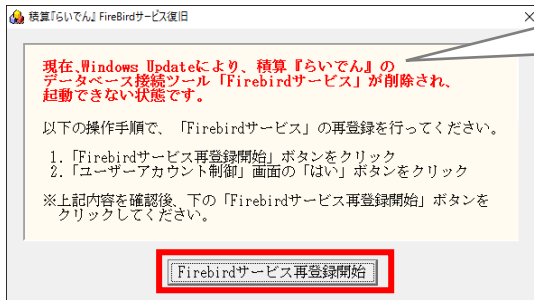 積算『らいでん』 FireBirdサービス復旧
現在、Windows Updateにより、積算『らいでん』の
データベース接続ツール「Firebirdサービス」が削除され、
起動できない状態です。
以下の操作手順で、「Firebirdサービス」の再登録を行ってください。
1.「Firebirdサービス再登録開始」ボタンをクリック
2.「ユーザーアカウント制御」画面の「はい」ボタンをクリック
※上記内容を確認後、下の「Firebirdサービス再登録開始」ボタンを
クリックしてください。
Firebirdサービス再登録開始